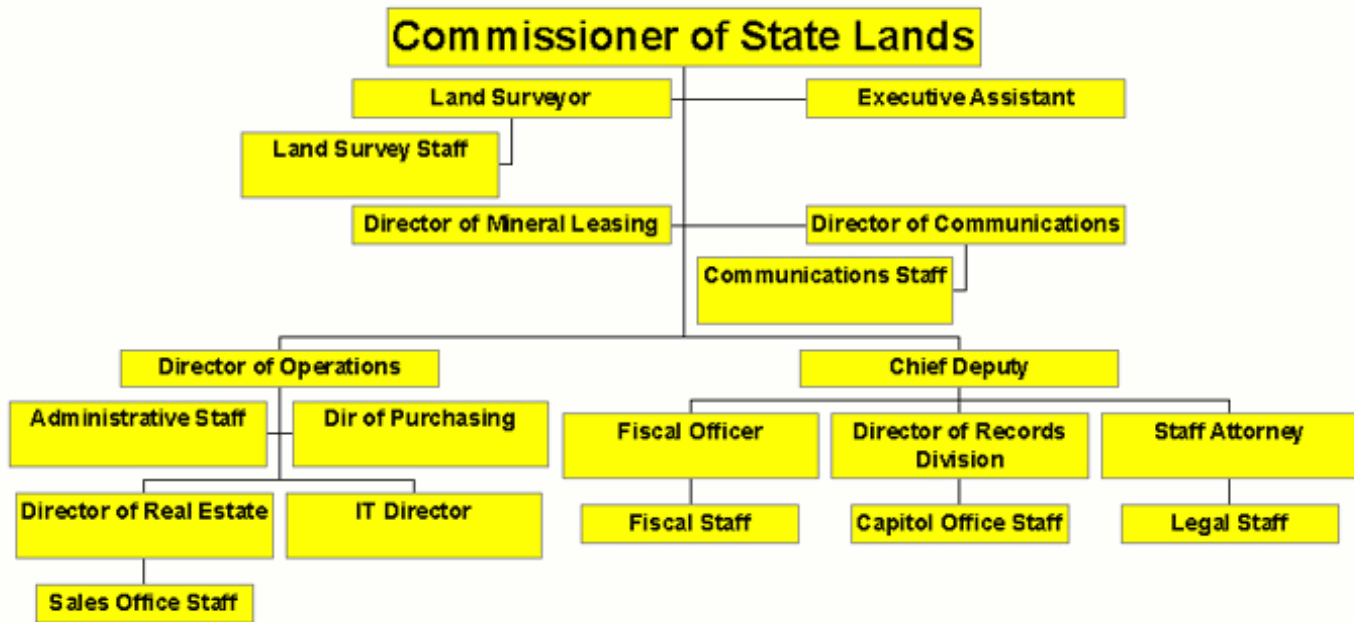 Commissioner of State Lands
Land Surveyor
Executive Assistant
Land Survey Staff
Director of Mineral Leasing
Director of Communications
Communications Staff
Director of Operations
Chief Deputy
Administrative Staff
Dir of Purchasing
Fiscal Officer
Director of Records
Division
Staff Attorney
Director of Real Estate
IT Director
Fiscal Staff
Capitol Office Staff
Legal Staff
Sales Office Staff